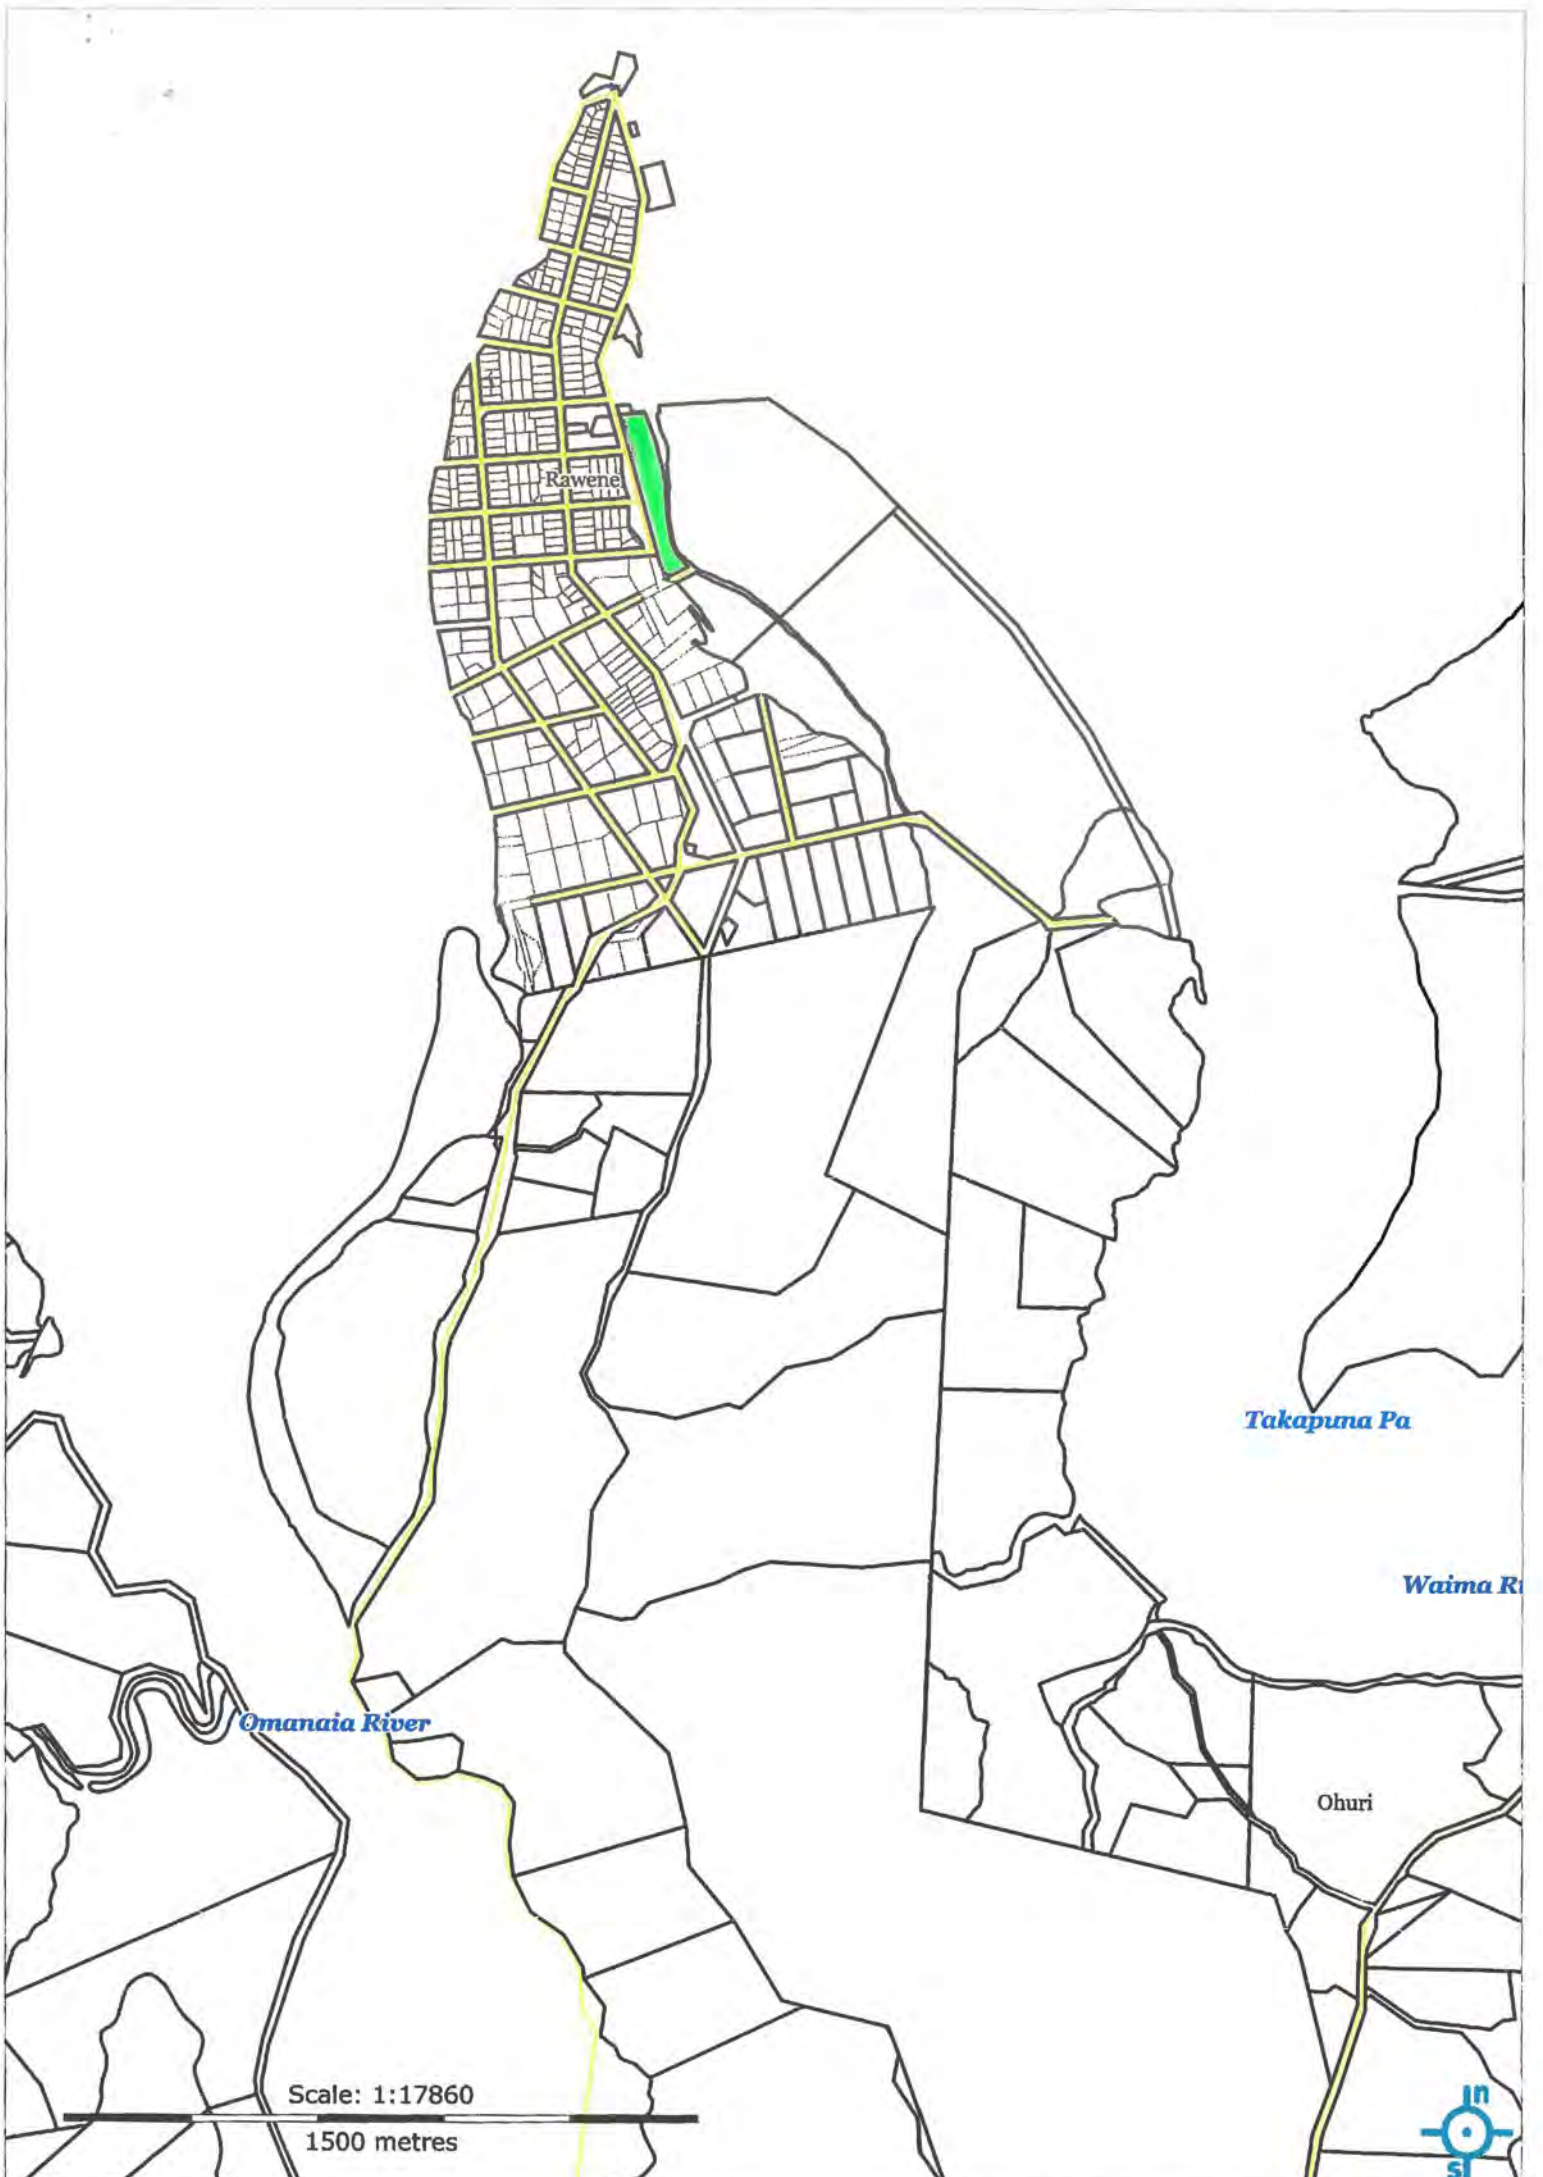 Rawene
Takapuna Pa
Waima R
Omanaia River
Ohuri
Scale: 1:17860
1500 metres
n
s